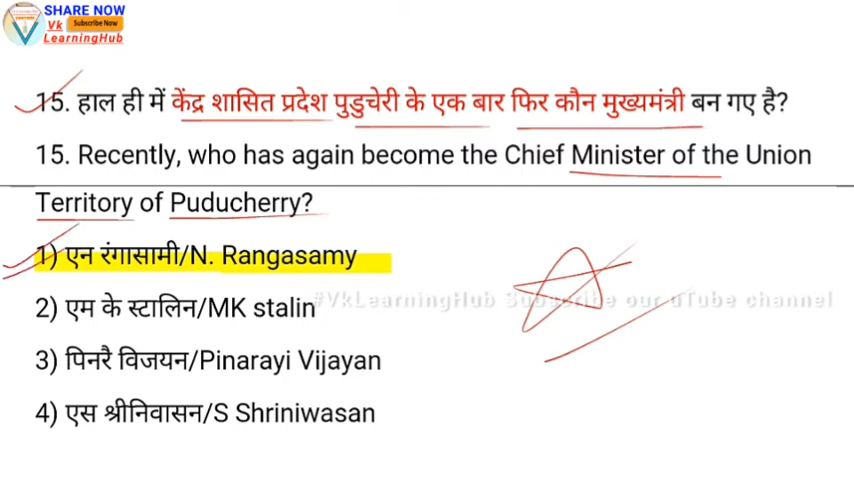 SHARE NOW
Vk Subscribe Now
LearningHub
15. हाल ही में केंद्र शासित प्रदेश पुडुचेरी के एक बार फिर कौन मुख्यमंत्री बन गए है?
15. Recently, who has again become the Chief Minister of the Union
Territory of Puducherry?
1) एन रंगासामी/N. Rangasamy
2) एम के स्टालिन/MK stalin
#VkLearningHub Subscribe our uTube channel
3) पिनरै विजयन/Pinarayi Vijayan
4) एस श्रीनिवासन/S Shriniwasan